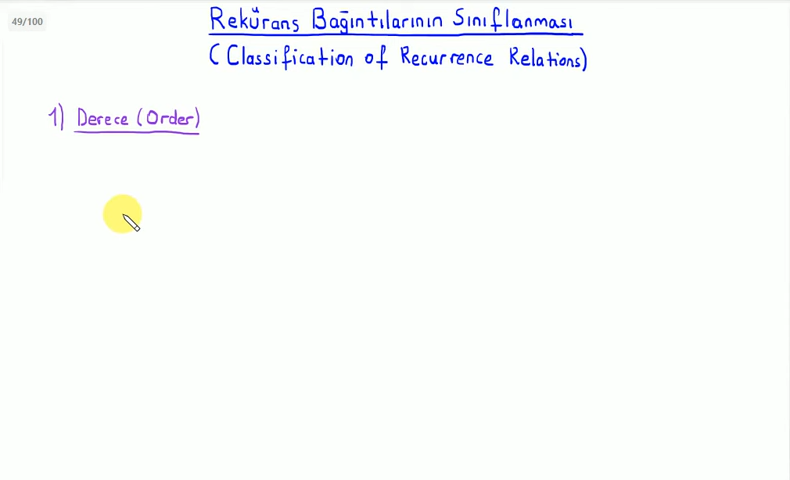 49/100
Rekürans Bağıntılarının Sınıflanması
(Classification of Recurrence Relations)
1) Derece (Order)